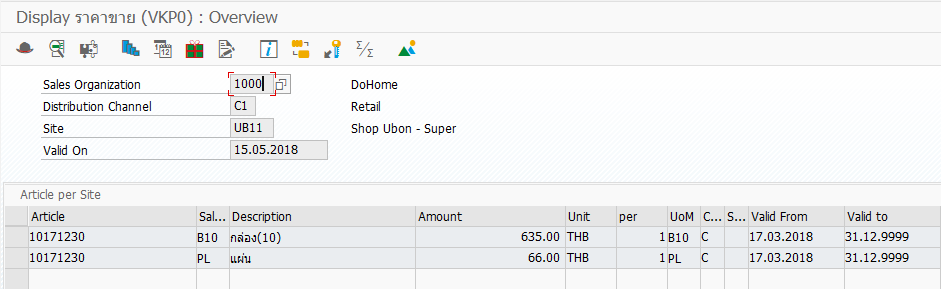 Display ราคาขาย (VKP0) : Overview
Sales Organization 1000 DoHome
Distribution Channel C1 Retail
Site UB11 Shop Ubon - Super
Valid On 15.05.2018
Article per Site
Article Sal... Description Amount Unit per UoM C... S... Valid From Valid to
10171230 B10 กล่อง(10) 635.00 THB 1 B10 C 17.03.2018 31.12.9999
10171230 PL แผ่น 66.00 THB 1 PL C 17.03.2018 31.12.9999